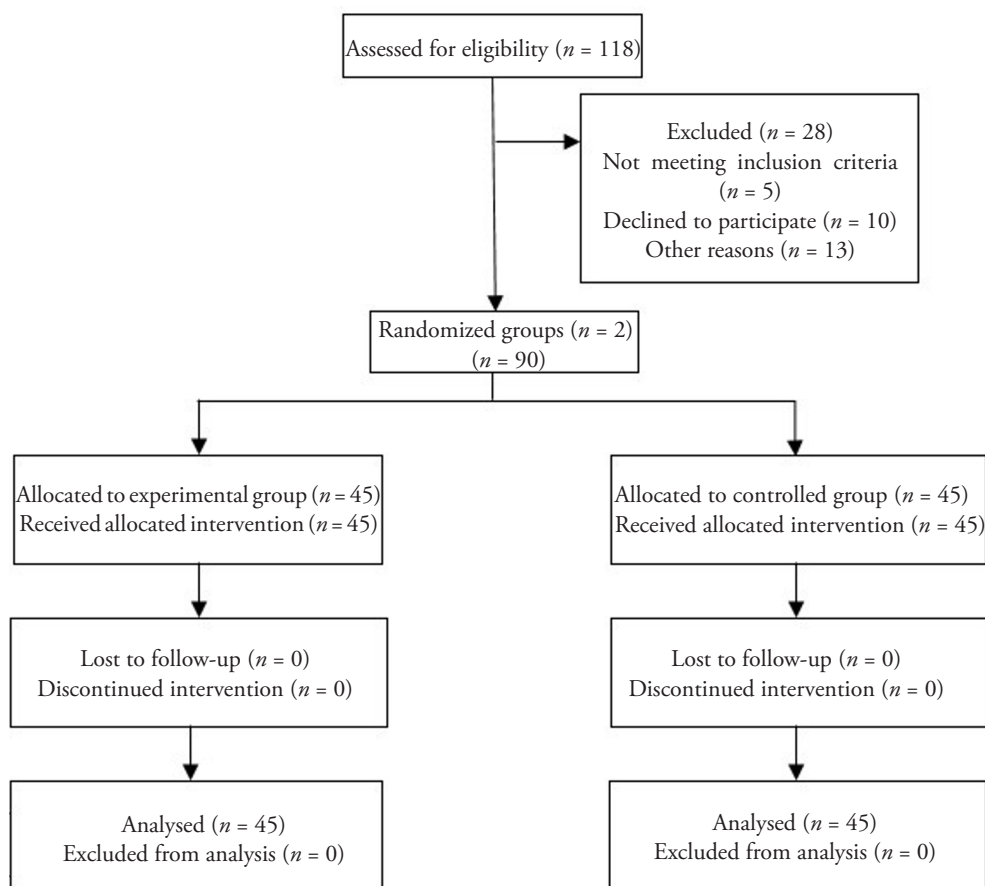 Assessed for eligibility (n = 118)
Excluded (n = 28)
Not meeting inclusion criteria
(n = 5)
Declined to participate (n = 10)
Other reasons (n = 13)
Randomized groups (n = 2)
(n = 90)
Allocated to experimental group (n = 45)
Received allocated intervention (n = 45)
Allocated to controlled group (n = 45)
Received allocated intervention (n = 45)
Lost to follow-up (n = 0)
Discontinued intervention (n = 0)
Lost to follow-up (n = 0)
Discontinued intervention (n = 0)
Analysed (n = 45)
Excluded from analysis (n = 0)
Analysed (n = 45)
Excluded from analysis (n = 0)